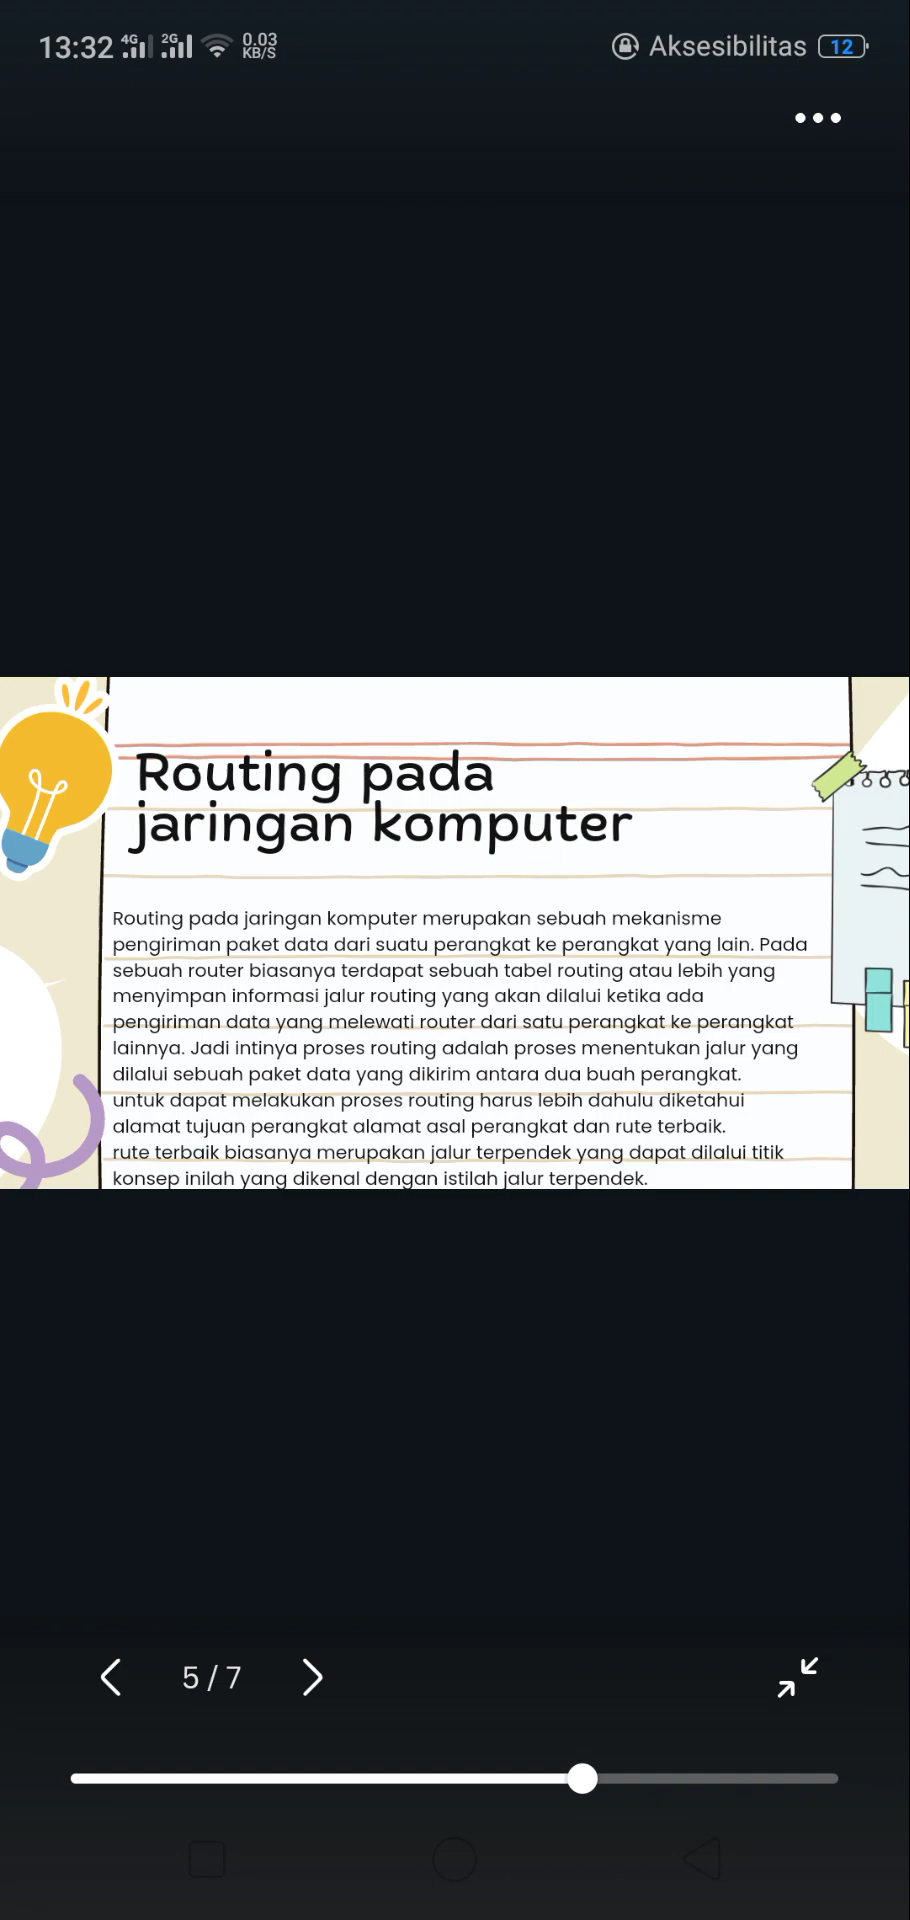 13:32 4G 2G 0.03 KB/S Aksesibilitas 12
Routing pada
jaringan komputer
Routing pada jaringan komputer merupakan sebuah mekanisme
pengiriman paket data dari suatu perangkat ke perangkat yang lain. Pada
sebuah router biasanya terdapat sebuah tabel routing atau lebih yang
menyimpan informasi jalur routing yang akan dilalui ketika ada
pengiriman data yang melewati router dari satu perangkat ke perangkat
lainnya. Jadi intinya proses routing adalah proses menentukan jalur yang
dilalui sebuah paket data yang dikirim antara dua buah perangkat.
untuk dapat melakukan proses routing harus lebih dahulu diketahui
alamat tujuan perangkat alamat asal perangkat dan rute terbaik.
rute terbaik biasanya merupakan jalur terpendek yang dapat dilalui titik
konsep inilah yang dikenal dengan istilah jalur terpendek.
5 / 7